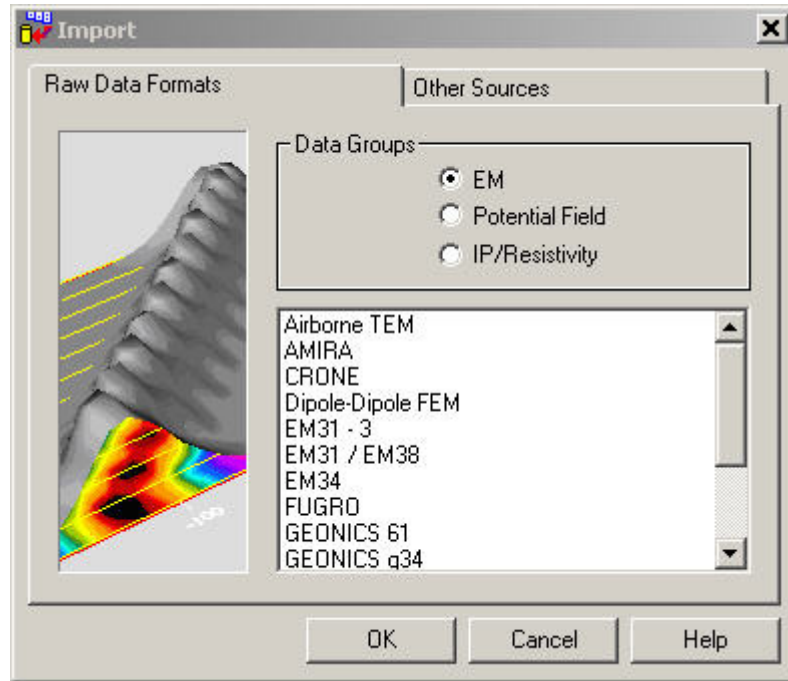 Import
Raw Data Formats
Other Sources
Data Groups
EM
Potential Field
IP/Resistivity
Airborne TEM
AMIRA
CRONE
Dipole-Dipole FEM
EM31 - 3
EM31 / EM38
EM34
FUGRO
GEONICS 61
GEONICS g34
-100
OK
Cancel
Help